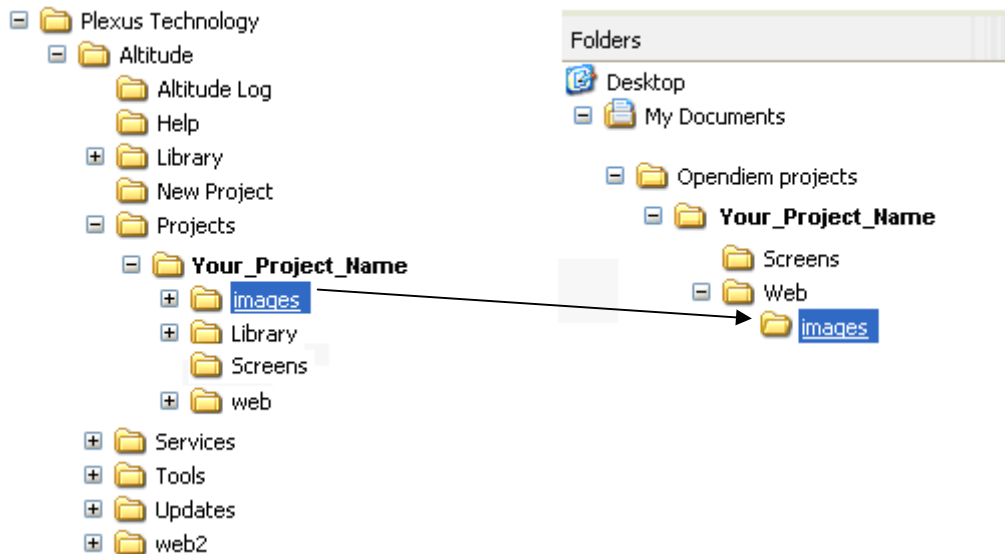 Plexus Technology
Altitude
Altitude Log
Help
Library
New Project
Projects
Your_Project_Name
images
Library
Screens
web
Services
Tools
Updates
web2
Folders
Desktop
My Documents
Opendiem projects
Your_Project_Name
Screens
Web
images